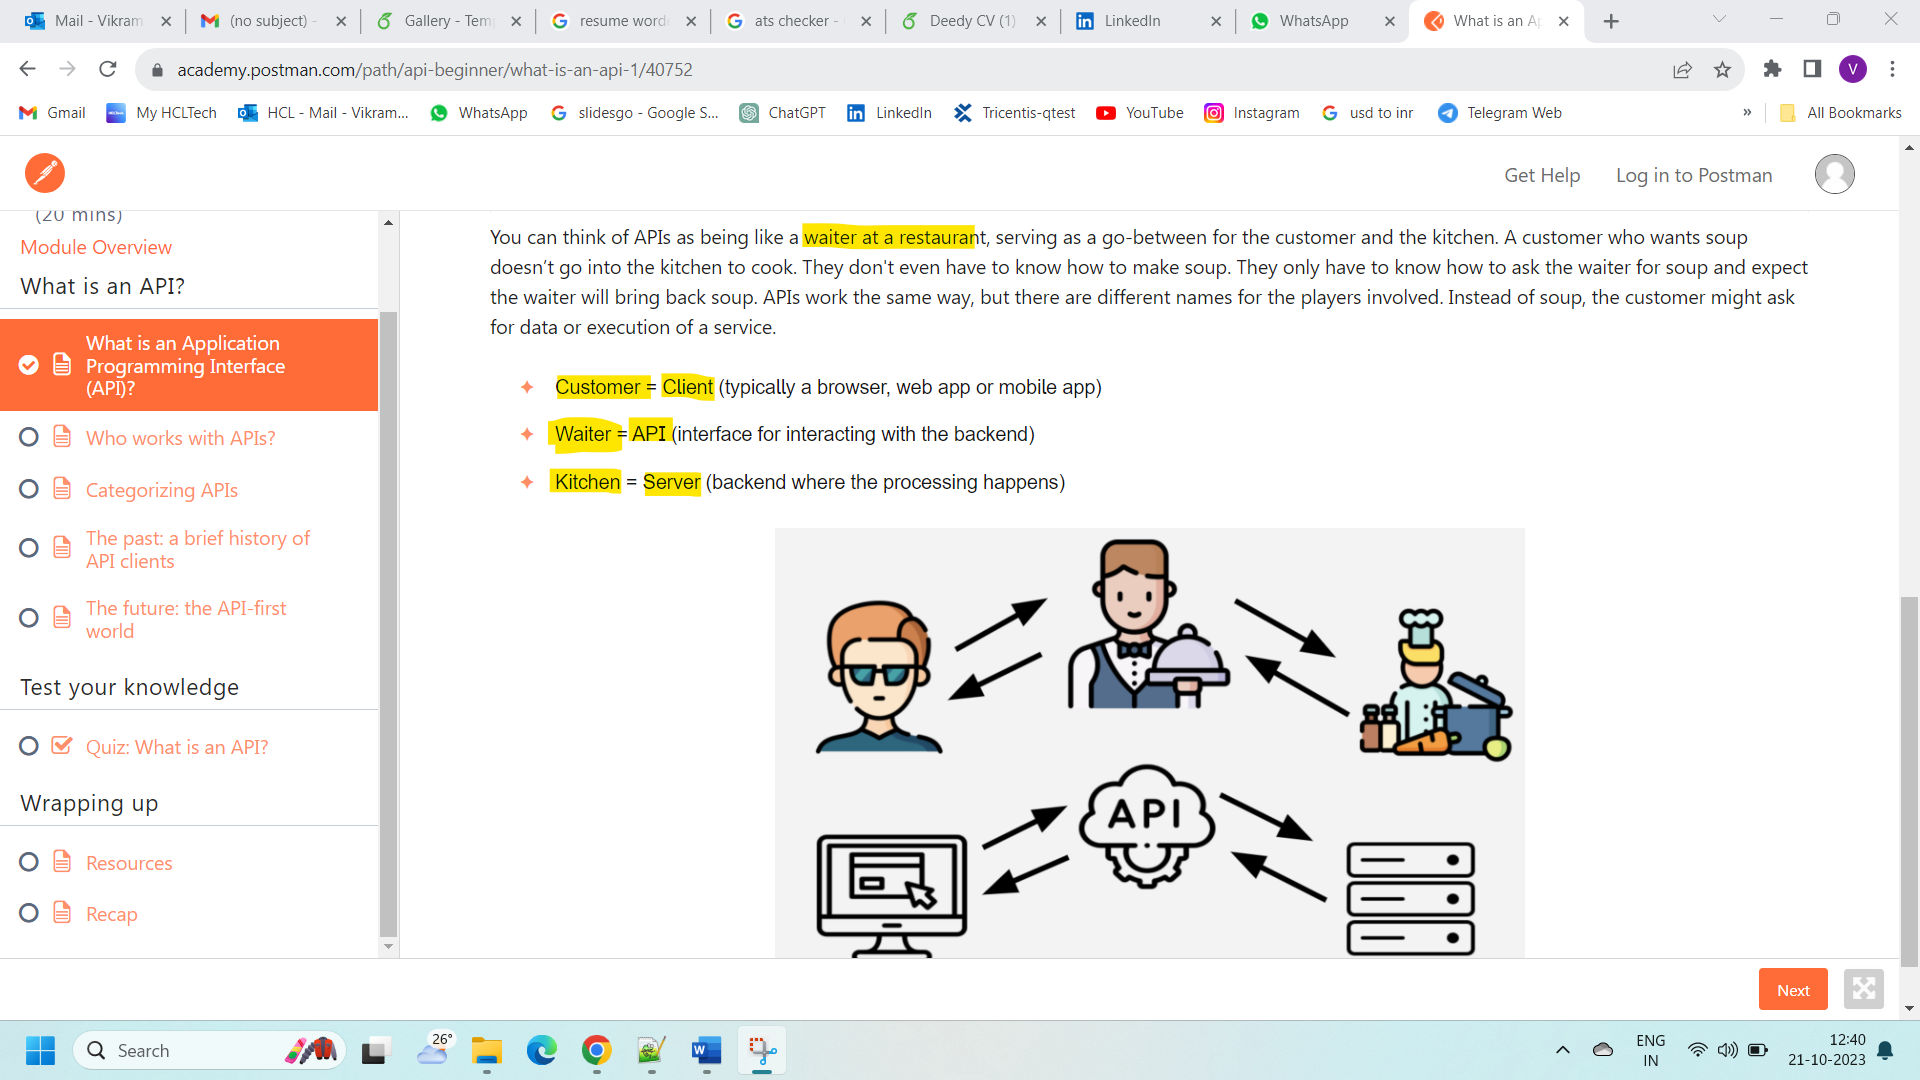 Mail - Vikram
(no subject) -
Gallery - Temp
resume word
ats checker -
Deedy CV (1)
LinkedIn
WhatsApp
What is an Ap
academy.postman.com/path/api-beginner/what-is-an-api-1/40752
V
Gmail
My HCLTech
HCL - Mail - Vikram...
WhatsApp
slidesgo - Google S...
ChatGPT
LinkedIn
Tricentis-qtest
YouTube
Instagram
usd to inr
Telegram Web
»
All Bookmarks
Get Help
Log in to Postman
(20 mins)
Module Overview
What is an API?
What is an Application
Programming Interface
(API)?
Who works with APIs?
Categorizing APIs
The past: a brief history of
API clients
The future: the API-first
world
Test your knowledge
Quiz: What is an API?
Wrapping up
Resources
Recap
You can think of APIs as being like a waiter at a restaurant, serving as a go-between for the customer and the kitchen. A customer who wants soup
doesn’t go into the kitchen to cook. They don't even have to know how to make soup. They only have to know how to ask the waiter for soup and expect
the waiter will bring back soup. APIs work the same way, but there are different names for the players involved. Instead of soup, the customer might ask
for data or execution of a service.
Customer = Client (typically a browser, web app or mobile app)
Waiter = API (interface for interacting with the backend)
Kitchen = Server (backend where the processing happens)
API
Next
Search
26°
ENG
IN
12:40
21-10-2023